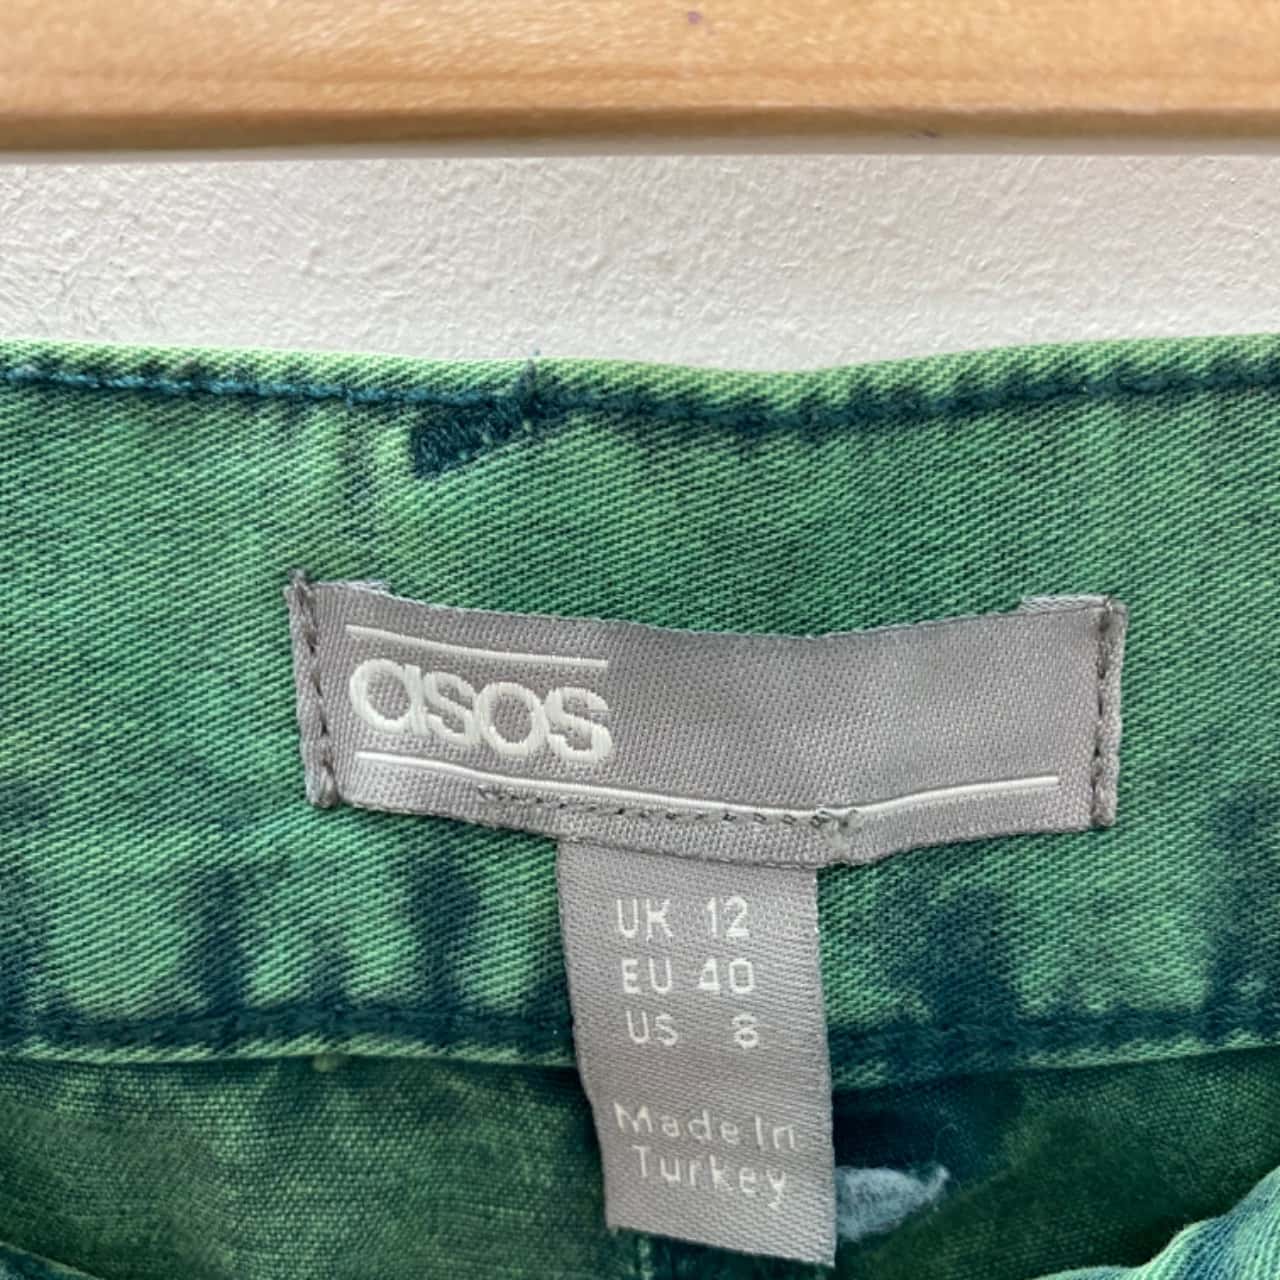 asos
UK 12
EU 40
US 8
Made In
Turkey